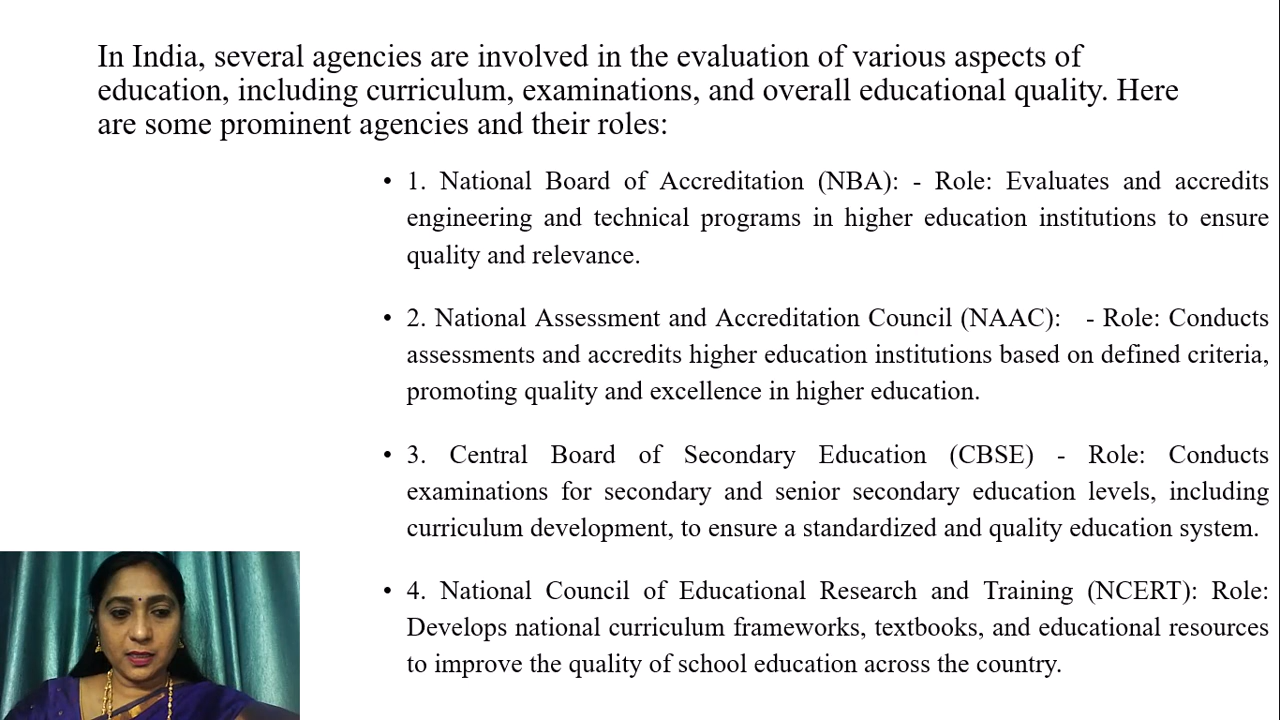 In India, several agencies are involved in the evaluation of various aspects of
education, including curriculum, examinations, and overall educational quality. Here
are some prominent agencies and their roles:
• 1. National Board of Accreditation (NBA): - Role: Evaluates and accredits
engineering and technical programs in higher education institutions to ensure
quality and relevance.
• 2. National Assessment and Accreditation Council (NAAC): - Role: Conducts
assessments and accredits higher education institutions based on defined criteria,
promoting quality and excellence in higher education.
• 3. Central Board of Secondary Education (CBSE) - Role: Conducts
examinations for secondary and senior secondary education levels, including
curriculum development, to ensure a standardized and quality education system.
• 4. National Council of Educational Research and Training (NCERT): Role:
Develops national curriculum frameworks, textbooks, and educational resources
to improve the quality of school education across the country.